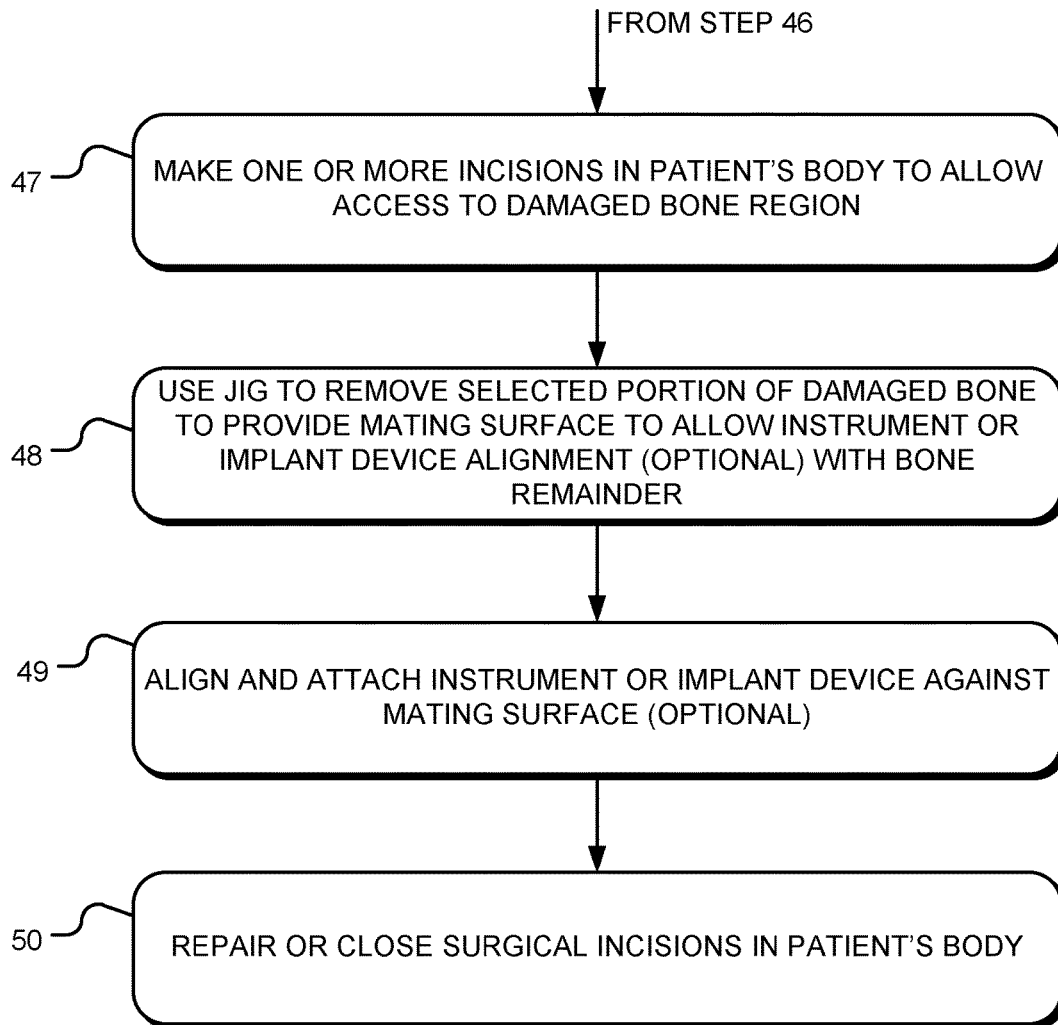 FROM STEP 46
47
MAKE ONE OR MORE INCISIONS IN PATIENT'S BODY TO ALLOW
ACCESS TO DAMAGED BONE REGION
48
USE JIG TO REMOVE SELECTED PORTION OF DAMAGED BONE
TO PROVIDE MATING SURFACE TO ALLOW INSTRUMENT OR
IMPLANT DEVICE ALIGNMENT (OPTIONAL) WITH BONE
REMAINDER
49
ALIGN AND ATTACH INSTRUMENT OR IMPLANT DEVICE AGAINST
MATING SURFACE (OPTIONAL)
50
REPAIR OR CLOSE SURGICAL INCISIONS IN PATIENT'S BODY